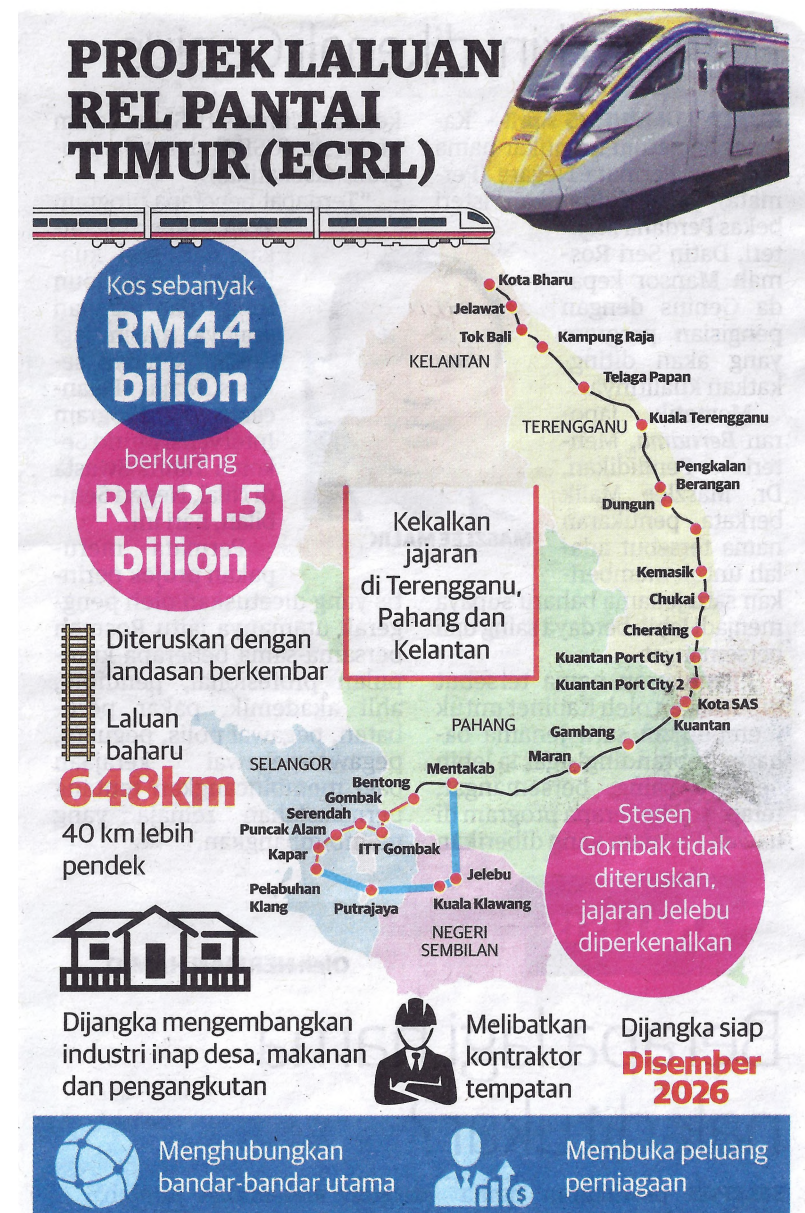 PROJEK LALUAN
REL PANTAI
TIMUR (ECRL)
Kos sebanyak
RM44
bilion
berkurang
RM21.5
bilion
Kota Bharu
Jelawat
Tok Bali
Kampung Raja
KELANTAN
Telaga Papan
TERENGGANU
Kuala Terengganu
Pengkalan
Berangan
Dungun
Kemasik
Chukai
Cherating
Kuantan Port City 1
Kuantan Port City 2
Kota SAS
Kuantan
Gambang
Maran
PAHANG
Mentakab
Bentong
Gombak
Serendah
Puncak Alam
ITT Gombak
Kapar
Pelabuhan
Klang
Putrajaya
Kuala Klawang
Jelebu
SELANGOR
NEGERI
SEMBILAN
Kekalkan
jajaran
di Terengganu,
Pahang dan
Kelantan
Diteruskan dengan
landasan berkembar
Laluan
baharu
648km
40 km lebih
pendek
Stesen
Gombak tidak
diteruskan,
jajaran Jelebu
diperkenalkan
Dijangka mengembangkan
industri inap desa, makanan
dan pengangkutan
Melibatkan
kontraktor
tempatan
Dijangka siap
Disember
2026
Menghubungkan
bandar-bandar utama
Membuka peluang
perniagaan